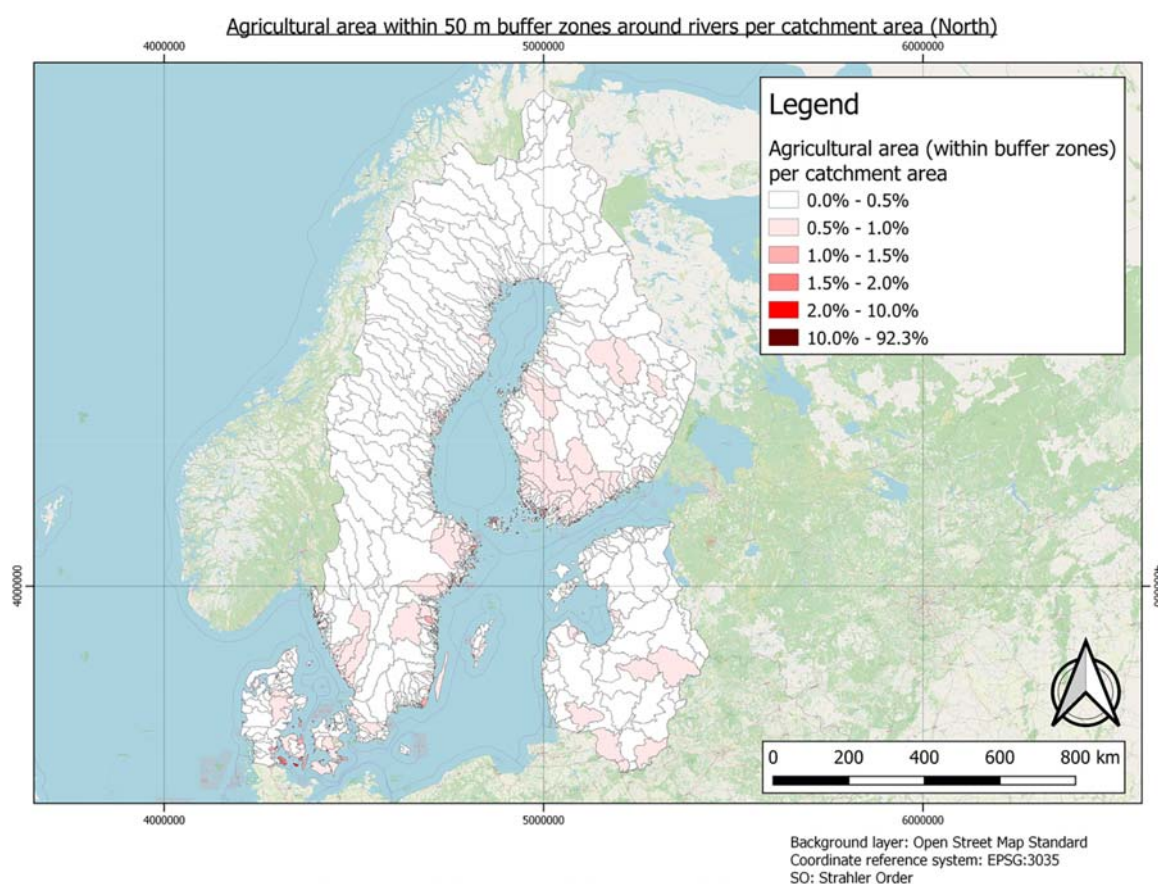 Agricultural area within 50 m buffer zones around rivers per catchment area (North)
4000000 5000000 6000000
Legend
Agricultural area (within buffer zones)
per catchment area
0.0% - 0.5%
0.5% - 1.0%
1.0% - 1.5%
1.5% - 2.0%
2.0% - 10.0%
10.0% - 92.3%
4000000 4000000
0 200 400 600 800 km
4000000 5000000 6000000
Background layer: Open Street Map Standard
Coordinate reference system: EPSG:3035
SO: Strahler Order